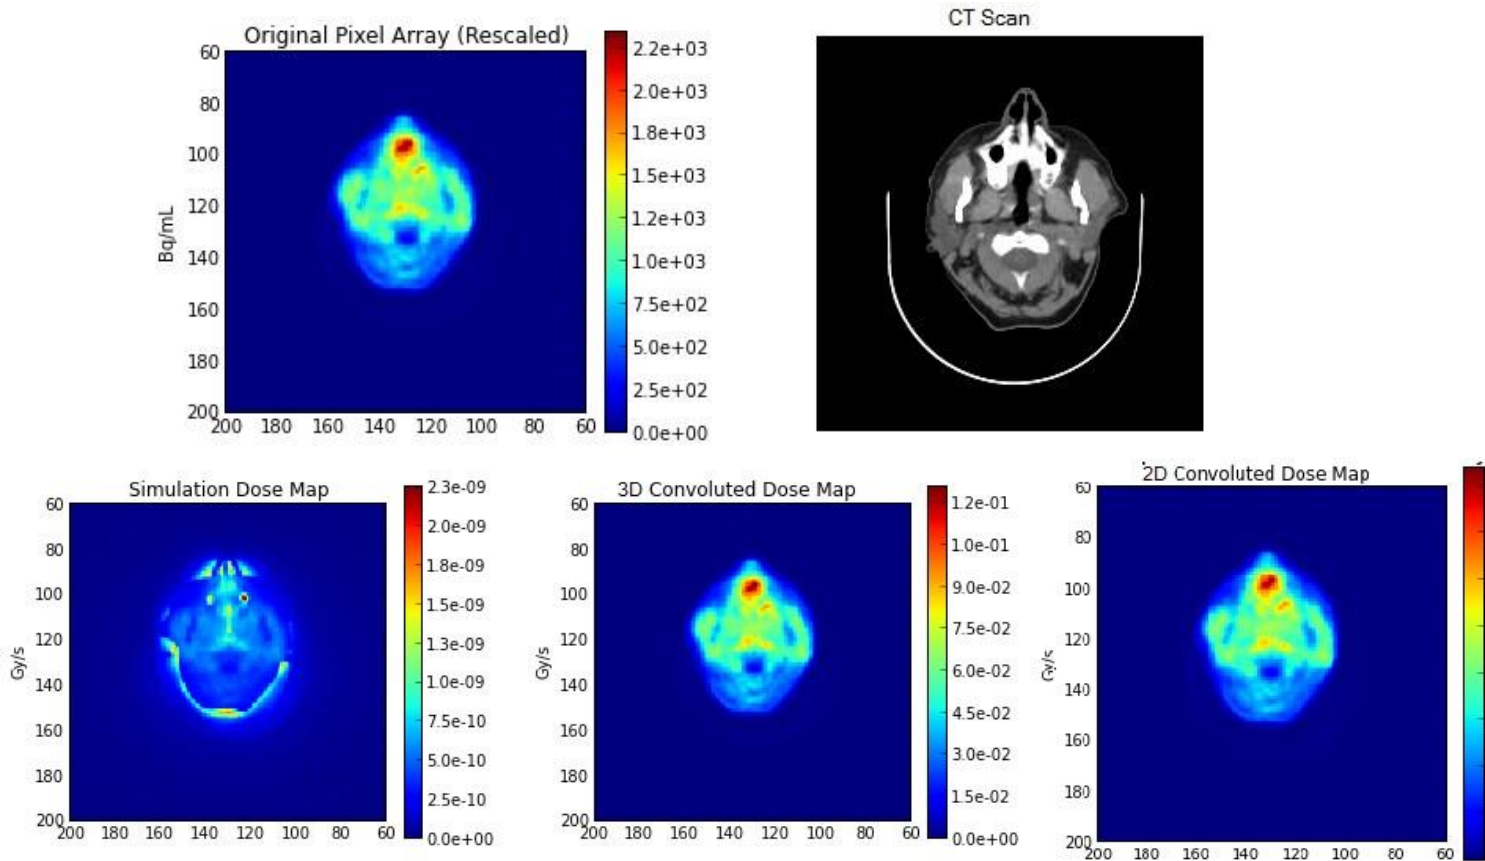 CT Scan
Original Pixel Array (Rescaled)
60
80
100
120
140
160
180
200
Bq/mL
200 180 160 140 120 100 80 60
2.2e+03
2.0e+03
1.8e+03
1.5e+03
1.2e+03
1.0e+03
7.5e+02
5.0e+02
2.5e+02
0.0e+00
Simulation Dose Map
60
80
100
120
140
160
180
200
Gy/s
200 180 160 140 120 100 80 60
2.3e-09
2.0e-09
1.8e-09
1.5e-09
1.2e-09
1.0e-09
7.5e-10
5.0e-10
2.5e-10
0.0e+00
3D Convoluted Dose Map
60
80
100
120
140
160
180
200
Gy/s
200 180 160 140 120 100 80 60
1.2e-01
1.0e-01
9.0e-02
7.5e-02
6.0e-02
4.5e-02
3.0e-02
1.5e-02
0.0e+00
2D Convoluted Dose Map
60
80
100
120
140
160
180
200
Gy/s
200 180 160 140 120 100 80 60